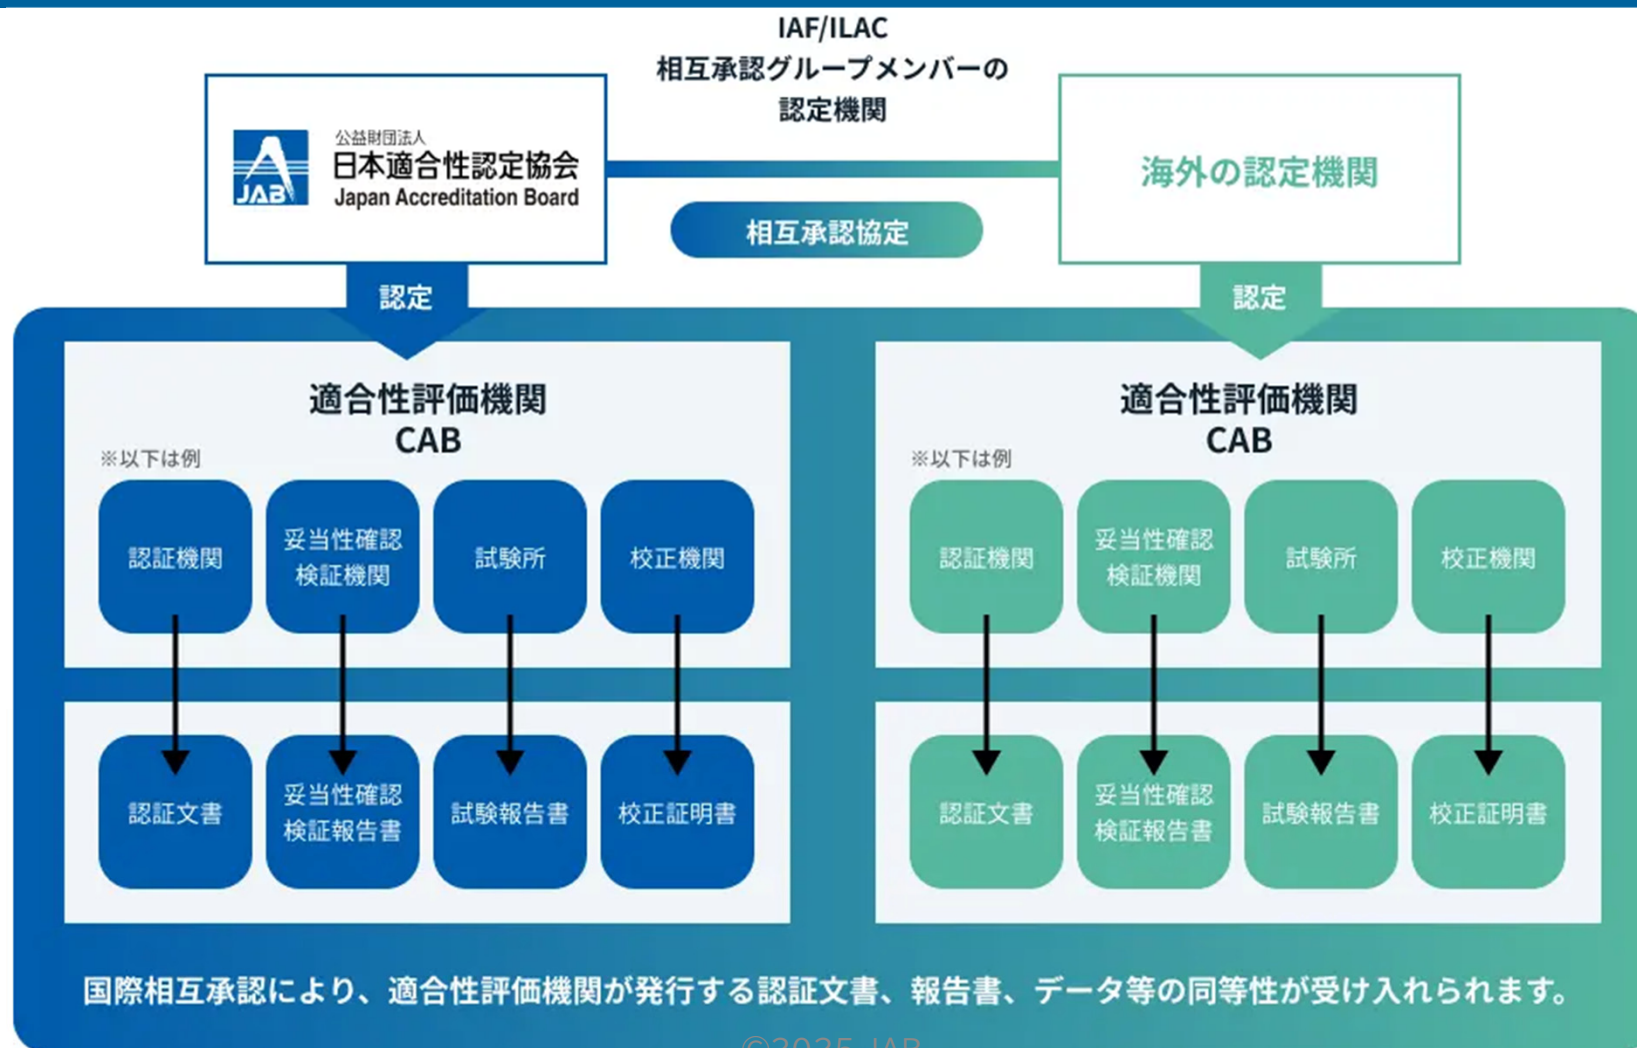 IAF/ILAC
相互承認グループメンバーの
認定機関
JAB
公益財団法人
日本適合性認定協会
Japan Accreditation Board
海外の認定機関
相互承認協定
認定
認定
適合性評価機関
CAB
※以下は例
認証機関
妥当性確認
検証機関
試験所
校正機関
認証文書
妥当性確認
検証報告書
試験報告書
校正証明書
適合性評価機関
CAB
※以下は例
認証機関
妥当性確認
検証機関
試験所
校正機関
認証文書
妥当性確認
検証報告書
試験報告書
校正証明書
国際相互承認により、適合性評価機関が発行する認証文書、報告書、データ等の同等性が受け入れられます。
©2025 JAB